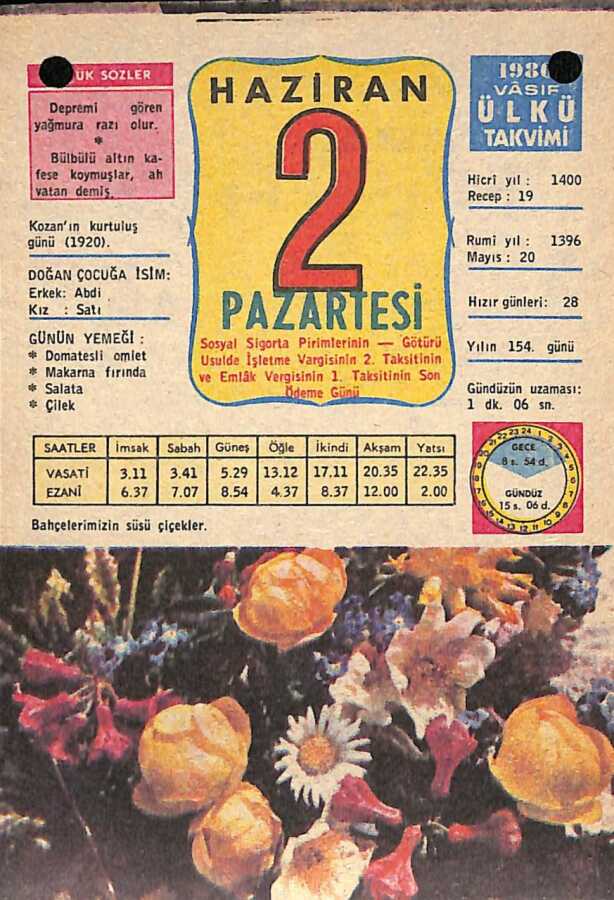 UK SÖZLER
Depremi gören
yağmura razı olur.
*
Bülbülü altın ka-
fese koymuşlar, ah
vatan demiş.
Kozan'ın kurtuluş
günü (1920).
DOĞAN ÇOCUĞA İSİM:
Erkek: Abdi
Kız : Satı
GÜNÜN YEMEĞİ :
* Domatesli omlet
* Makarna fırında
* Salata
* Çilek
HAZİRAN
2
PAZARTESİ
Sosyal Sigorta Pirimlerinin — Götürü
Usulde İşletme Vargisinin 2. Taksitinin
ve Emlâk Vergisinin 1. Taksitinin Son
Ödeme Günü
1980
VÂSIF
ÜLKÜ
TAKVİMİ
Hicrî yıl : 1400
Recep : 19
Rumî yıl : 1396
Mayıs : 20
Hızır günleri: 28
Yılın 154. günü
Gündüzün uzaması:
1 dk. 06 sn.
SAATLER İmsak Sabah Güneş Öğle İkindi Akşam Yatsı
VASATİ 3.11 3.41 5.29 13.12 17.11 20.35 22.35
EZANİ 6.37 7.07 8.54 4.37 8.37 12.00 2.00
GECE
8 s. 54 d.
GÜNDÜZ
15 s. 06 d.
Bahçelerimizin süsü çiçekler.